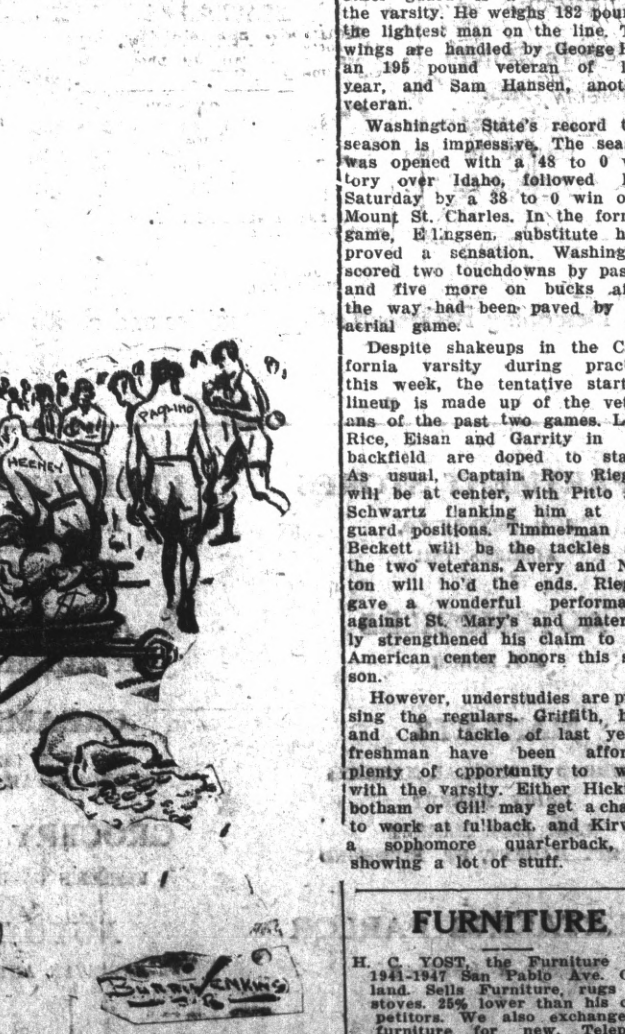 PAOLINO
HEENEY
BURRIS JENKINS
JR.
the varsity. He weighs 182 poun
the lightest man on the line. T
wings are handled by George H
an 195 pound veteran of l
year, and Sam Hansen, anot
veteran.
Washington State's record t
season is impressive. The sea
was opened with a 48 to 0 v
tory over Idaho, followed l
Saturday by a 38 to 0 win o
Mount St. Charles. In the form
game, Ellingsen, substitute h
proved a sensation. Washing
scored two touchdowns by pas
and five more on bucks af
the way had been paved by
aerial game.
Despite shakeups in the C
fornia varsity during prac
this week, the tentative start
lineup is made up of the vet
ans of the past two games. L
Rice, Eisan and Garrity in
backfield are doped to sta
As usual, Captain Roy Rieg
will be at center, with Pitto
Schwartz flanking him at
guard positions. Timmerman
Beckett will be the tackles
the two veterans, Avery and N
ton will ho'd the ends. Rieg
gave a wonderful performa
against St. Mary's and mater
ly strengthened his claim to
American center honors this s
son.
However, understudies are p
sing the regulars. Griffith, h
and Cahn tackle of last ye
freshman have been affor
plenty of opportunity to w
with the varsity. Either Hick
botham or Gill may get a cha
to work at fullback, and Kirw
a sophomore quarterback,
showing a lot of stuff.
FURNITURE
H. C. YOST, the Furniture
1941-1947 San Pablo Ave. O
land. Sells Furniture, rugs
stoves. 25% lower than his c
petitors. We also exchange
furniture for new. Telep